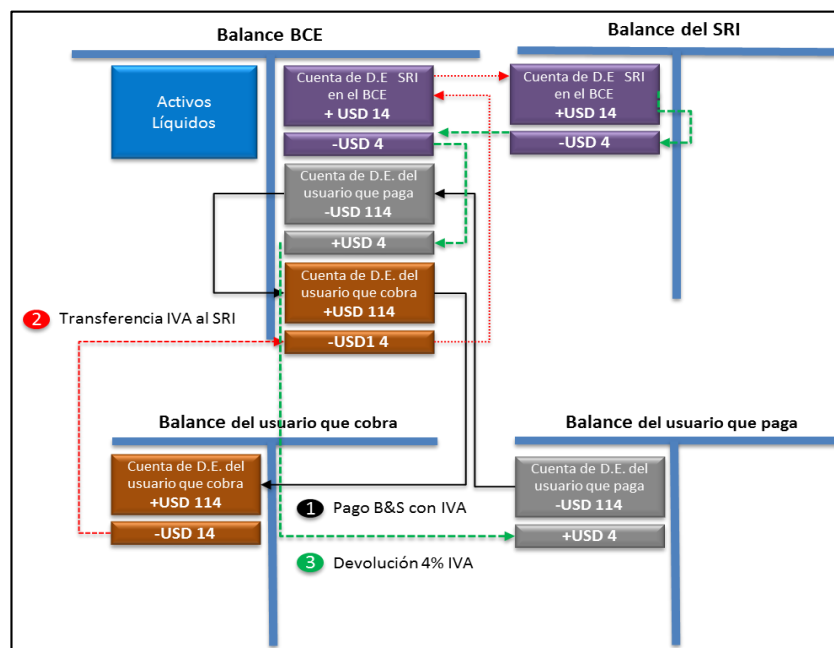 Balance BCE
Balance del SRI
Activos
Líquidos
Cuenta de D.E SRI
en el BCE
+ USD 14
-USD 4
Cuenta de D.E SRI
en el BCE
+USD 14
-USD 4
Cuenta de D.E. del
usuario que paga
-USD 114
+USD 4
Cuenta de D.E. del
usuario que cobra
+USD 114
-USD1 4
2 Transferencia IVA al SRI
Balance del usuario que cobra
Balance del usuario que paga
Cuenta de D.E. del
usuario que cobra
+USD 114
-USD 14
Cuenta de D.E. del
usuario que paga
-USD 114
+USD 4
1 Pago B&S con IVA
3 Devolución 4% IVA